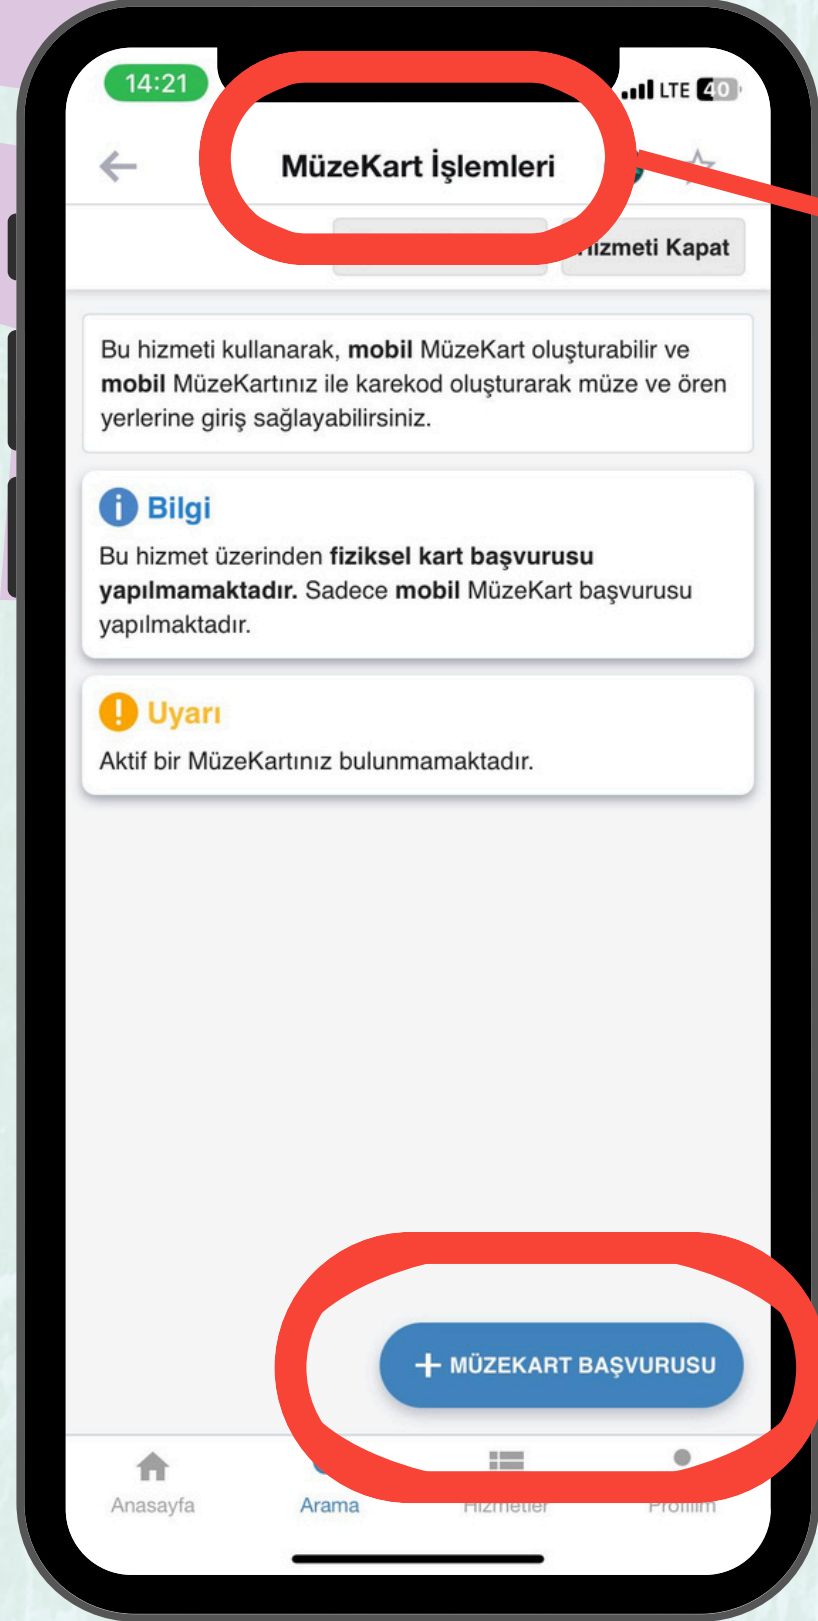 14:21
LTE 40
MüzeKart İşlemleri
Kapat
Bu hizmeti kullanarak, mobil MüzeKart oluşturabilir ve
mobil MüzeKartınız ile karekod oluşturarak müze ve ören
yerlerine giriş sağlayabilirsiniz.
Bilgi
Bu hizmet üzerinden fiziksel kart başvurusu
yapılmamaktadır. Sadece mobil MüzeKart başvurusu
yapılmaktadır.
Uyarı
Aktif bir MüzeKartınız bulunmamaktadır.
+ MÜZEKART BAŞVURUSU
Anasayfa
Arama
Hizmetler
Profilim